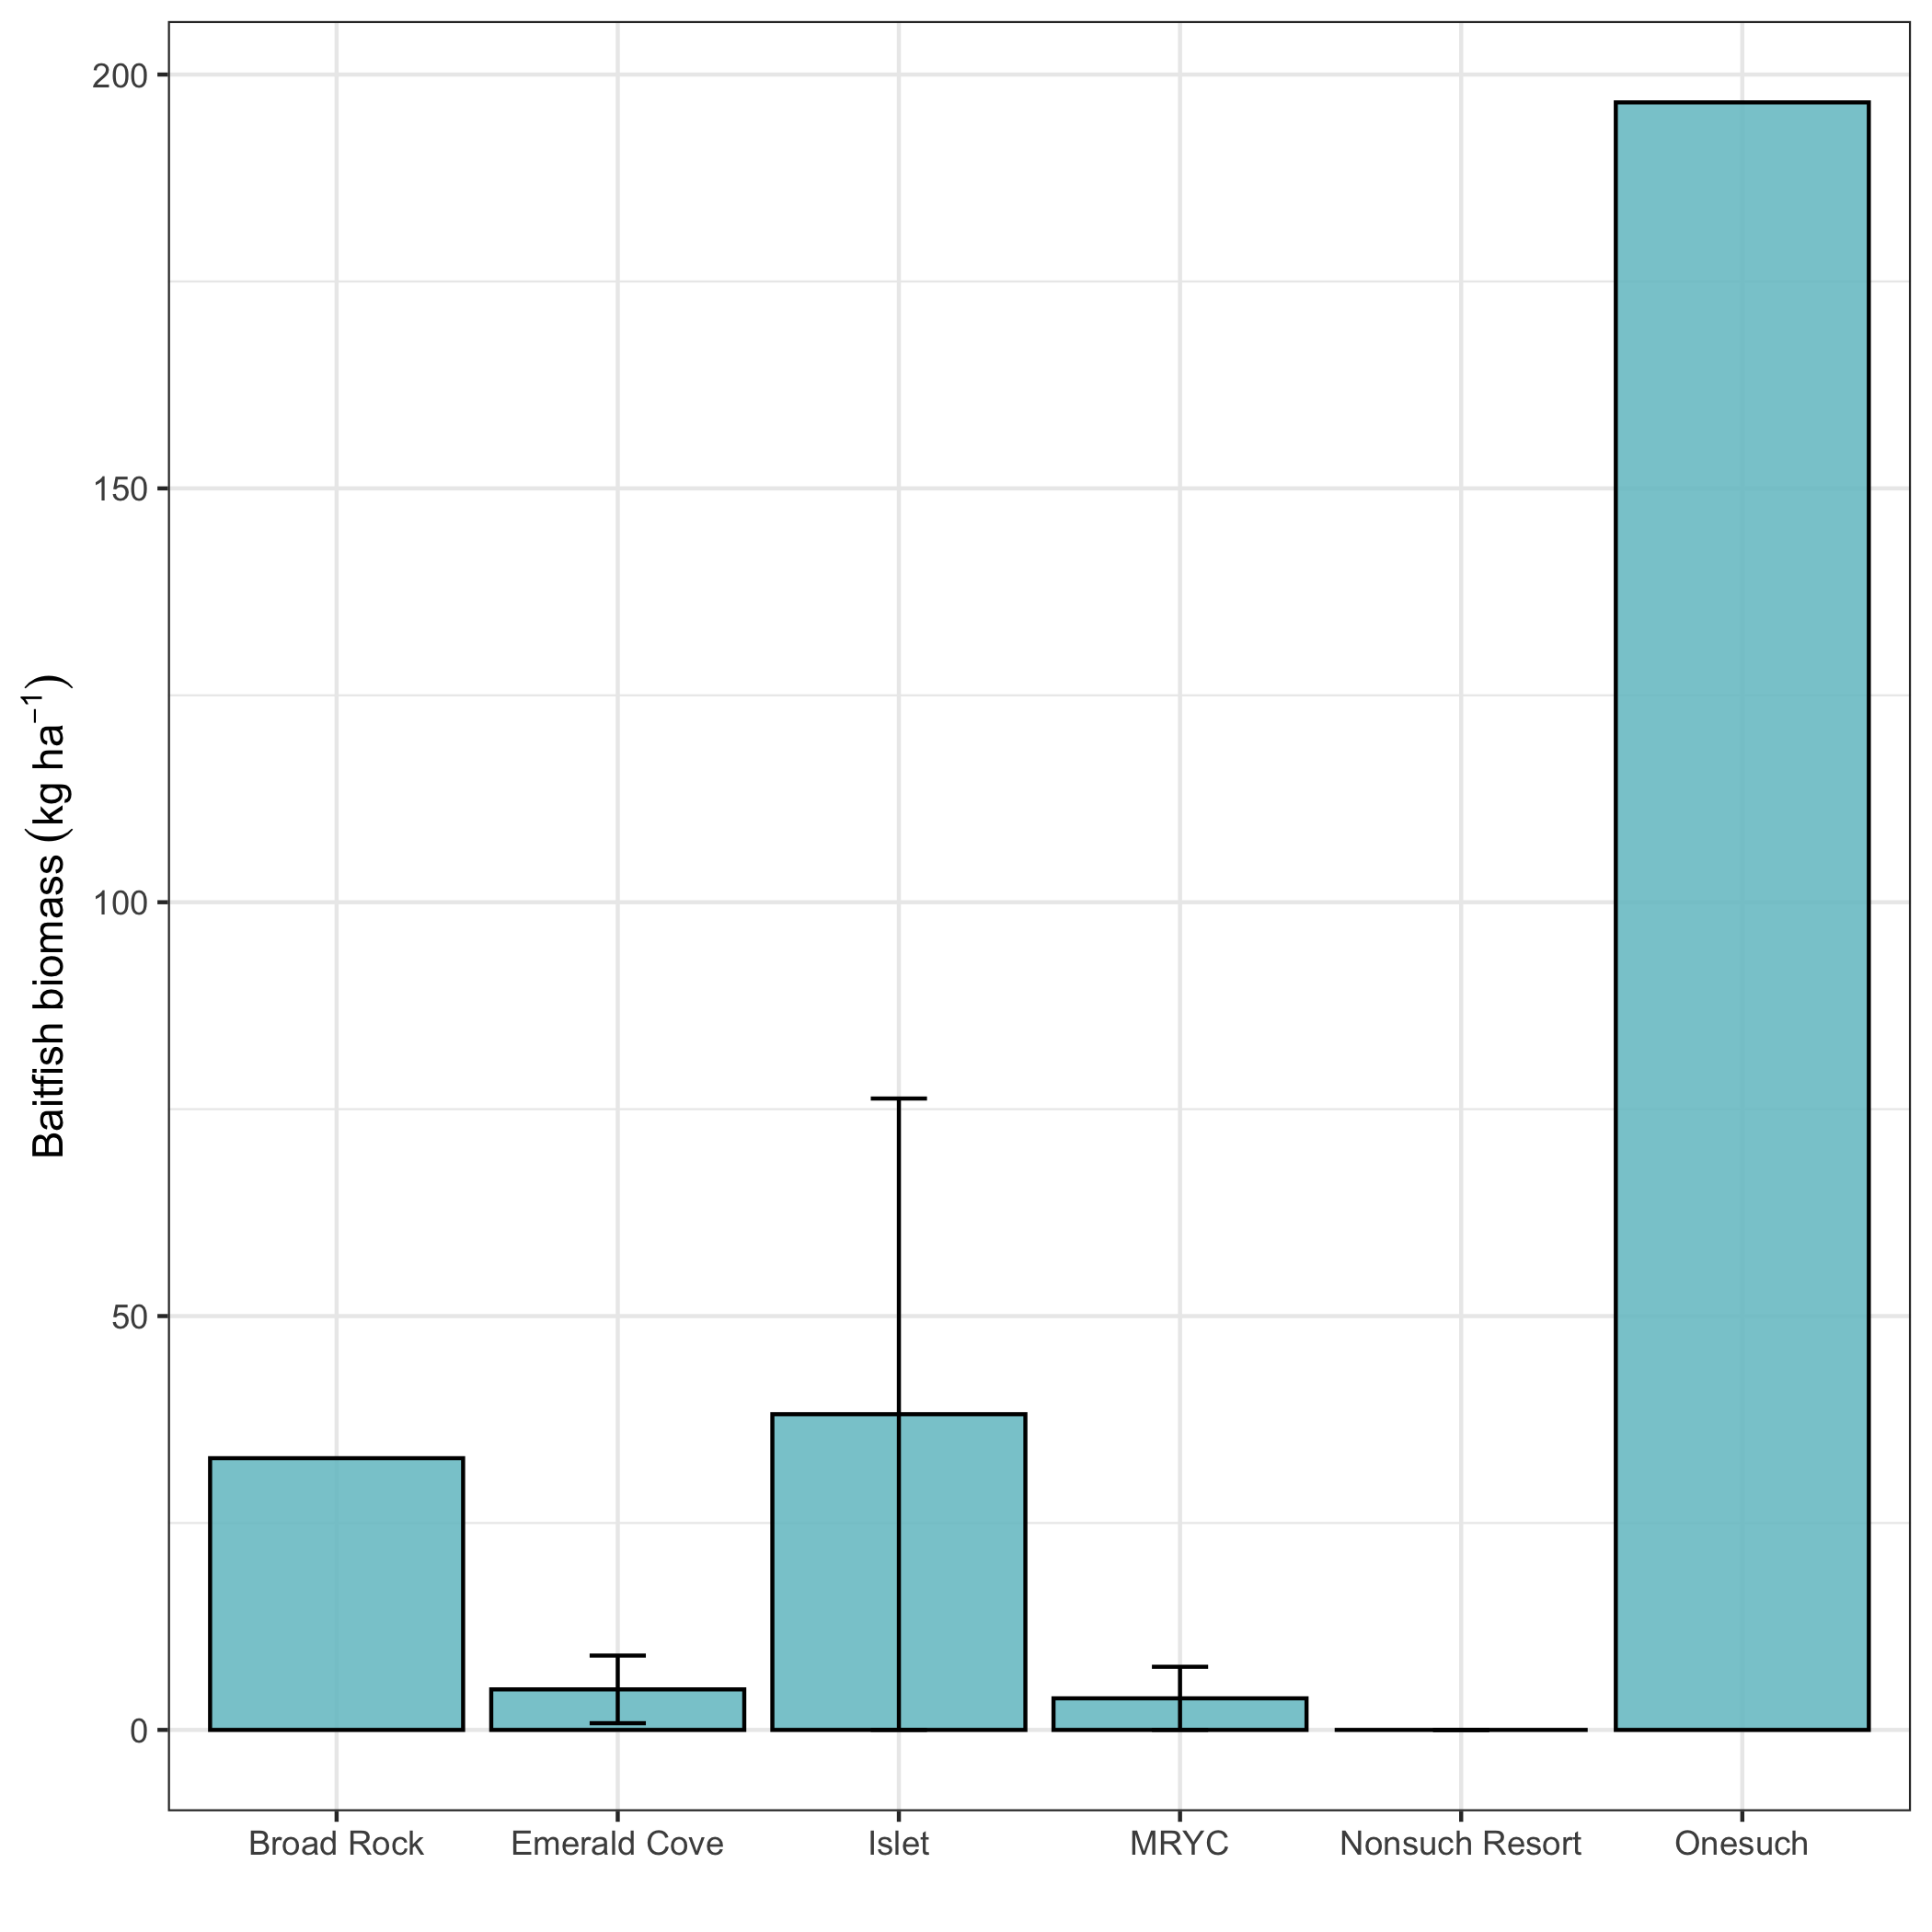 Baitfish biomass (kg ha⁻¹)
200
150
100
50
0
Broad Rock Emerald Cove Islet MRYC Nonsuch Resort Onesuch